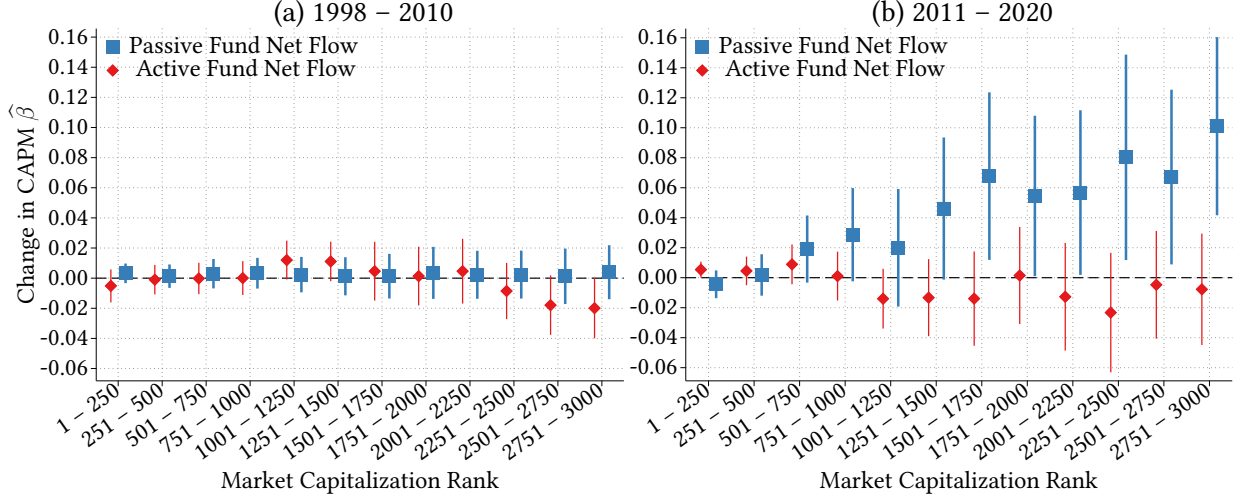 (a) 1998 – 2010
Change in CAPM β̂
0.16
0.14
0.12
0.10
0.08
0.06
0.04
0.02
0.00
-0.02
-0.04
-0.06
Passive Fund Net Flow
Active Fund Net Flow
1 – 250
251 – 500
501 – 750
751 – 1000
1001 – 1250
1251 – 1500
1501 – 1750
1751 – 2000
2001 – 2250
2251 – 2500
2501 – 2750
2751 – 3000
Market Capitalization Rank
(b) 2011 – 2020
0.16
0.14
0.12
0.10
0.08
0.06
0.04
0.02
0.00
-0.02
-0.04
-0.06
Passive Fund Net Flow
Active Fund Net Flow
1 – 250
251 – 500
501 – 750
751 – 1000
1001 – 1250
1251 – 1500
1501 – 1750
1751 – 2000
2001 – 2250
2251 – 2500
2501 – 2750
2751 – 3000
Market Capitalization Rank